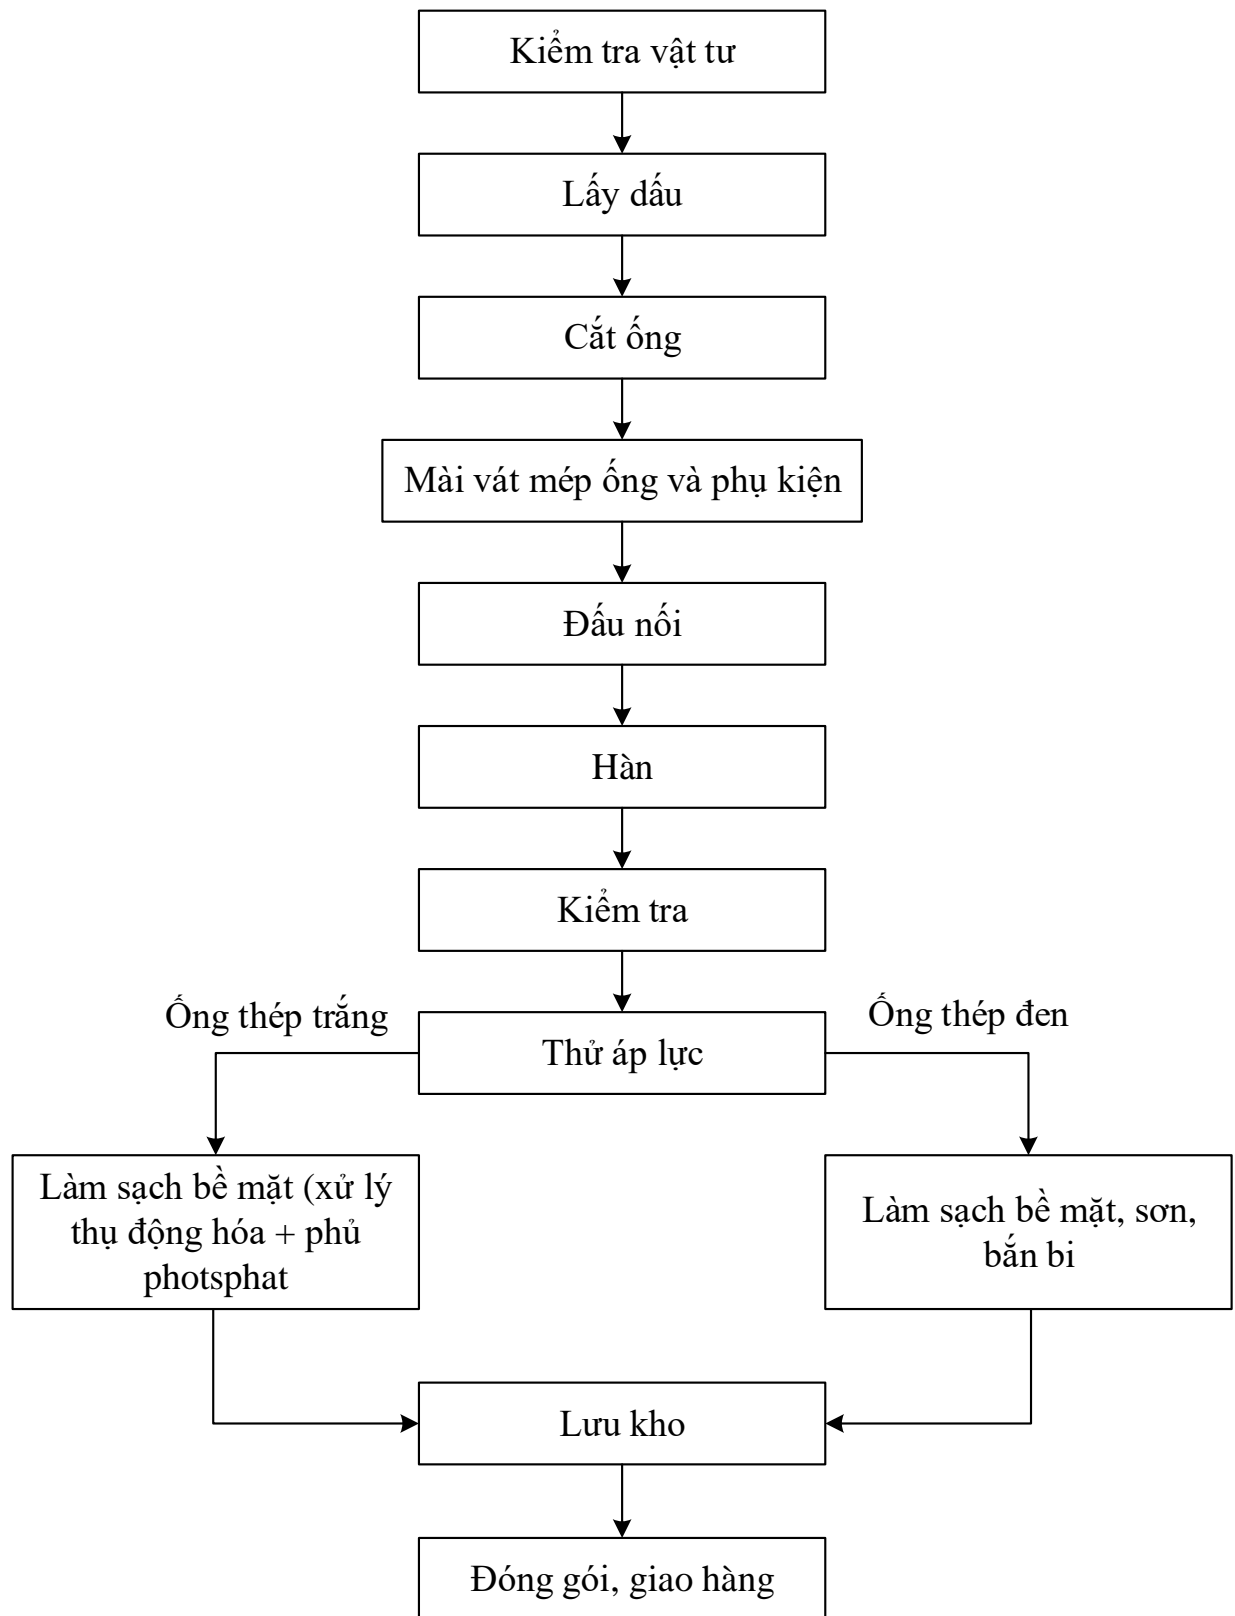 Kiểm tra vật tư
Lấy dấu
Cắt ống
Mài vát mép ống và phụ kiện
Đấu nối
Hàn
Kiểm tra
Ống thép trắng
Thử áp lực
Ống thép đen
Làm sạch bề mặt (xử lý
thụ động hóa + phủ
photsphat
Làm sạch bề mặt, sơn,
bắn bi
Lưu kho
Đóng gói, giao hàng